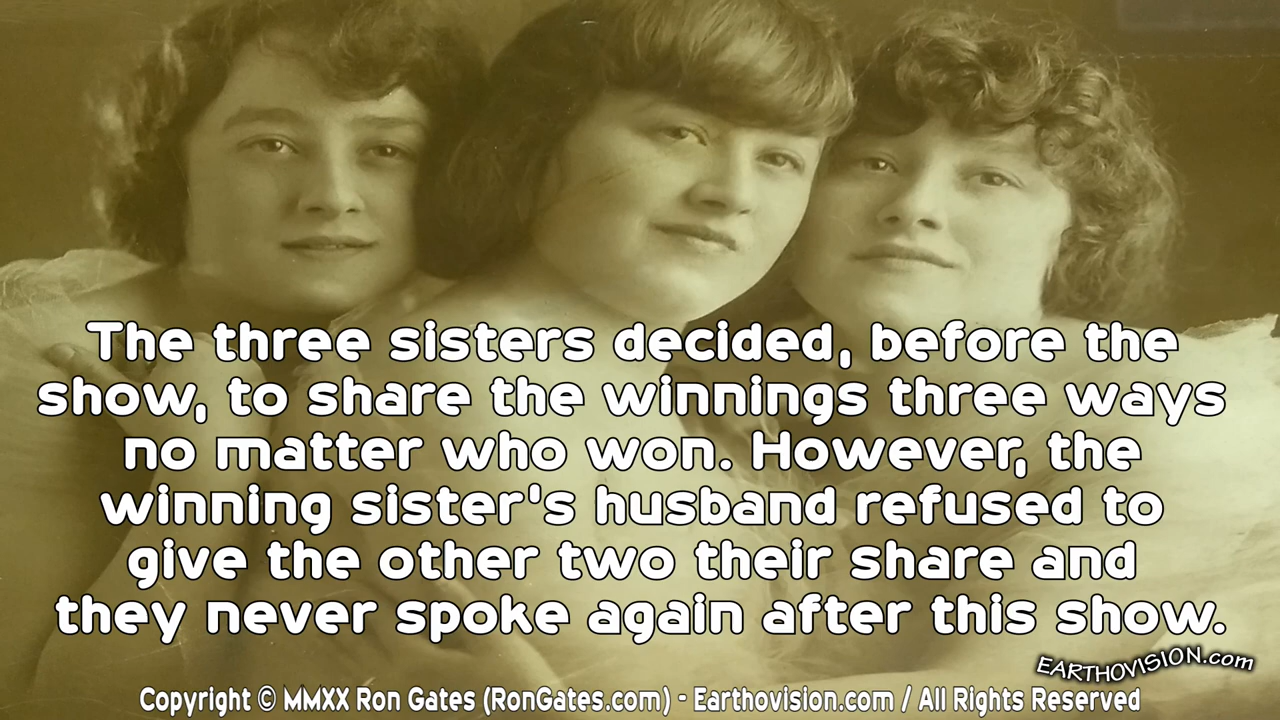 The three sisters decided, before the
show, to share the winnings three ways
no matter who won. However, the
winning sister's husband refused to
give the other two their share and
they never spoke again after this show.
EARTHOVISION.com
Copyright © MMXX Ron Gates (RonGates.com) - Earthovision.com / All Rights Reserved